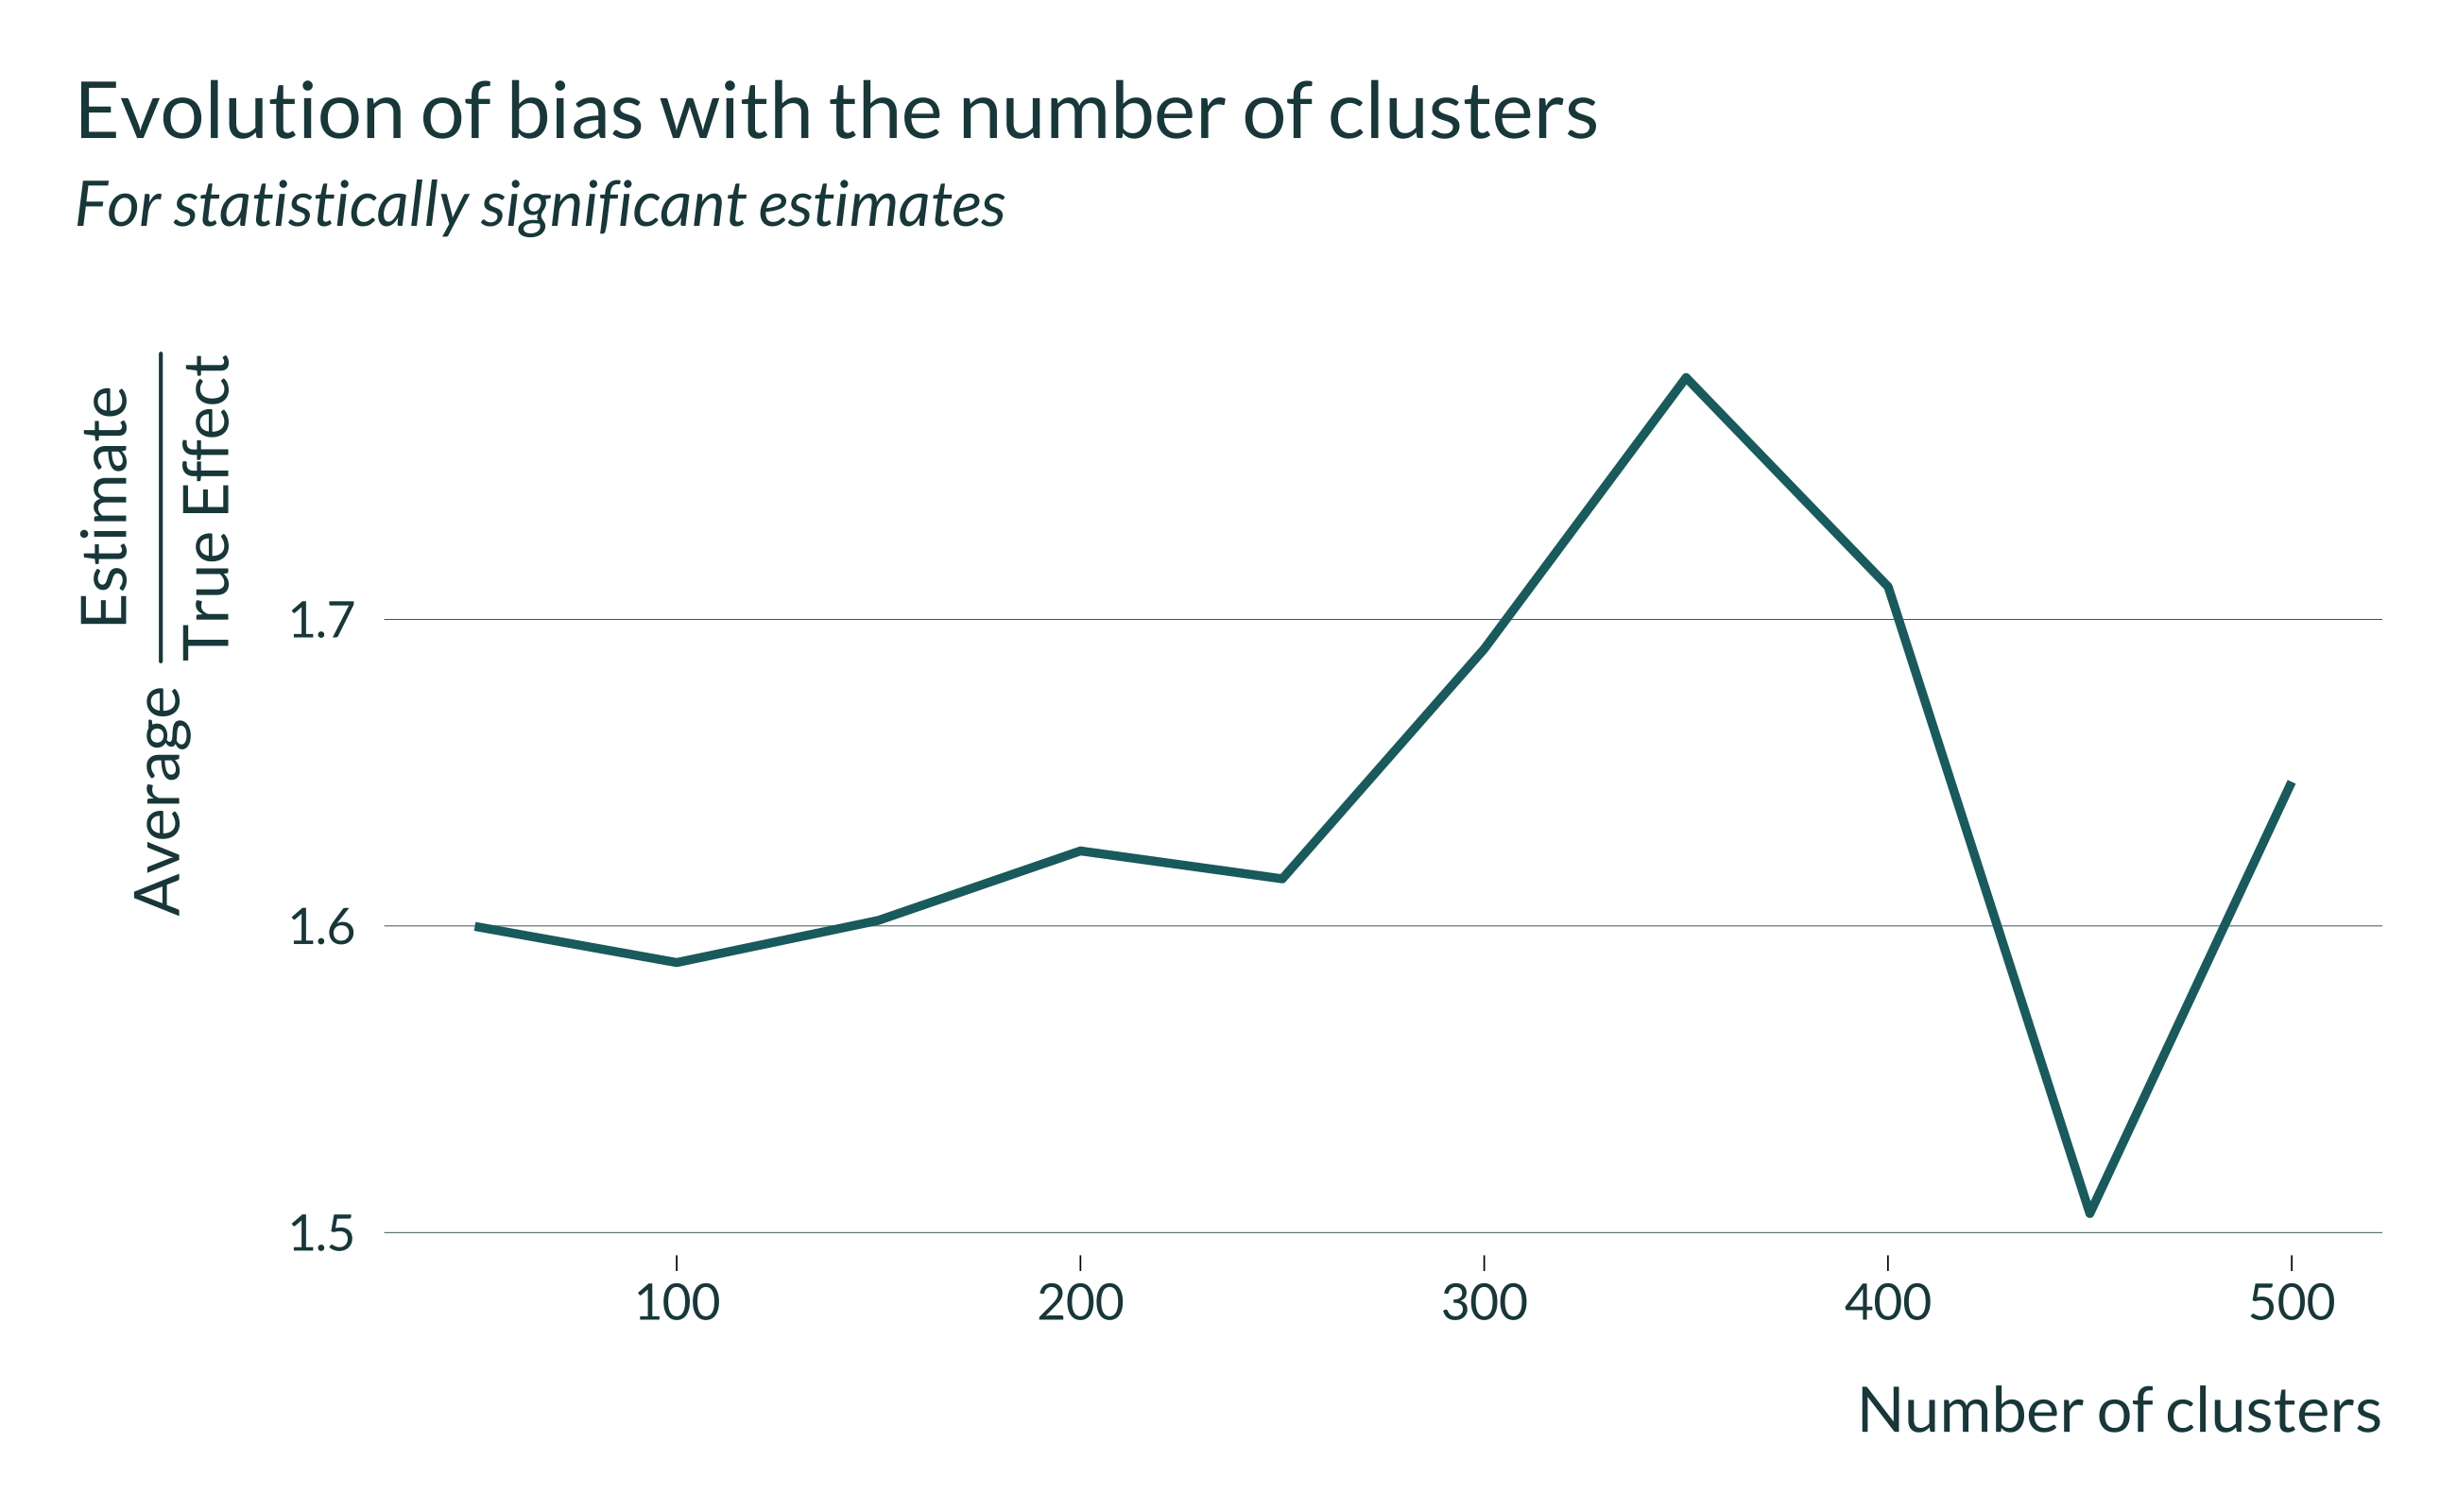 Evolution of bias with the number of clusters
For statistically significant estimates
Average
Estimate
True Effect
1.7
1.6
1.5
100
200
300
400
500
Number of clusters